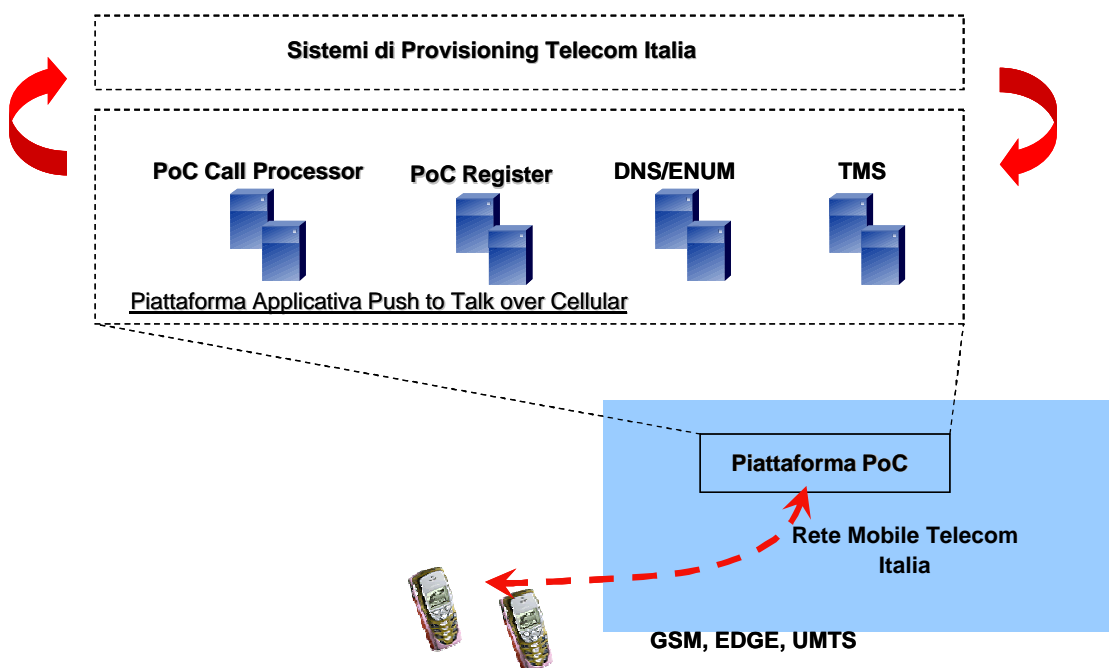 Sistemi di Provisioning Telecom Italia
PoC Call Processor
PoC Register
DNS/ENUM
TMS
Piattaforma Applicativa Push to Talk over Cellular
Piattaforma PoC
Rete Mobile Telecom
Italia
GSM, EDGE, UMTS